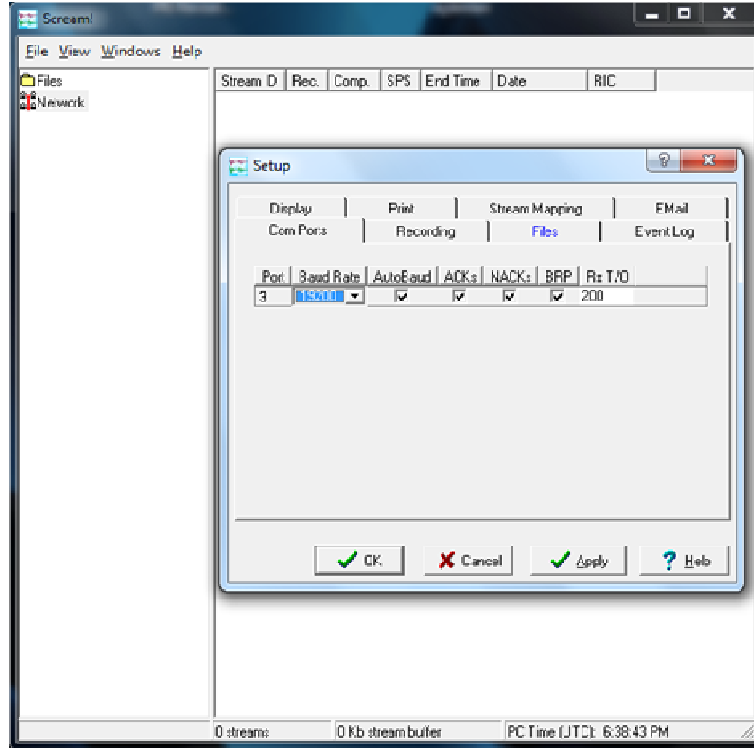 Scream!
File View Windows Help
Files
Network
Stream ID Rec. Comp. SPS End Time Date RIC
Setup
Display Print Stream Mapping EMail
Com Ports Recording Files Event Log
Port Baud Rate AutoBaud ACKs NACKs BRP Rx T/O
3 19200 200
OK Cancel Apply Help
0 streams 0 Kb stream buffer PC Time (UTC): 6:38:43 PM